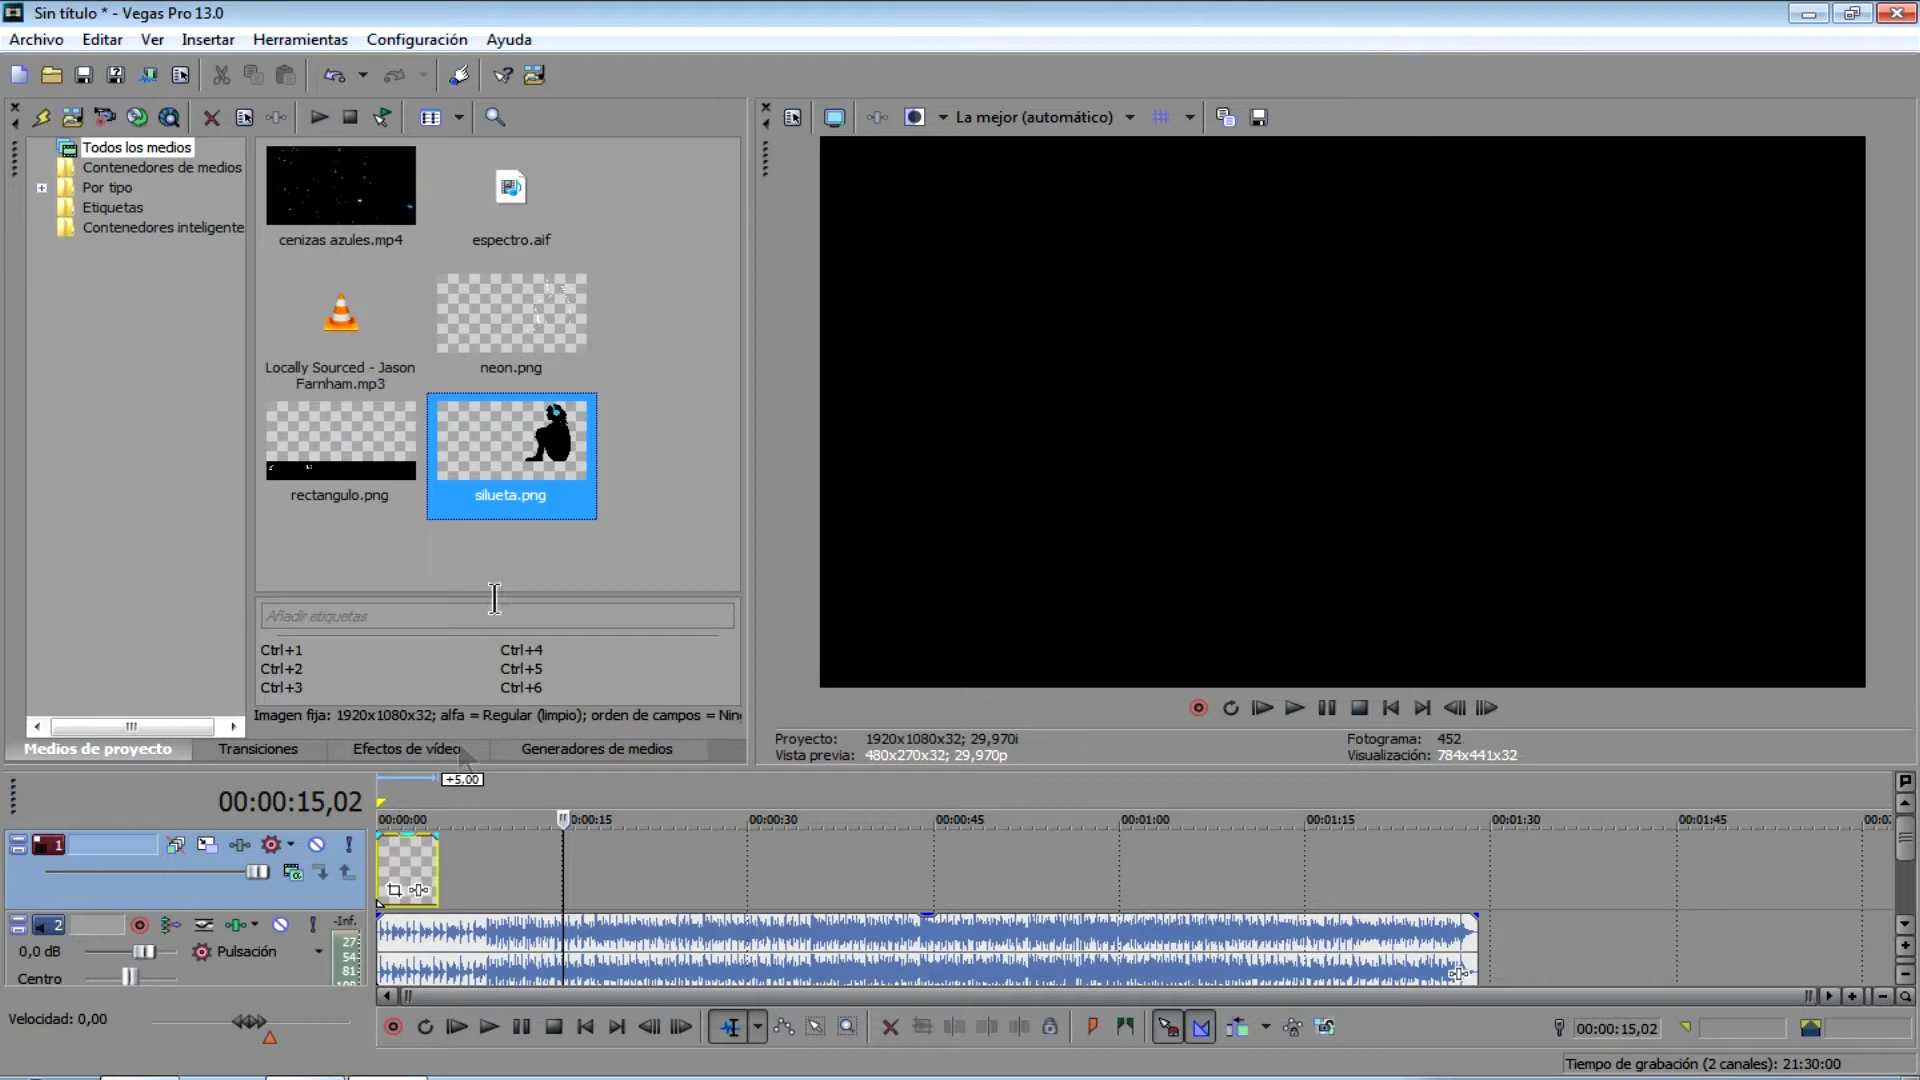 Sin título * - Vegas Pro 13.0
Archivo Editar Ver Insertar Herramientas Configuración Ayuda
La mejor (automático)
Todos los medios
Contenedores de medios
Por tipo
Etiquetas
Contenedores inteligente
cenizas azules.mp4
espectro.aif
Locally Sourced - Jason
Farnham.mp3
neon.png
rectangulo.png
silueta.png
Añadir etiquetas
Ctrl+1 Ctrl+4
Ctrl+2 Ctrl+5
Ctrl+3 Ctrl+6
Imagen fija: 1920x1080x32; alfa = Regular (limpio); orden de campos = Nin
Medios de proyecto Transiciones Efectos de vídeo Generadores de medios
Proyecto: 1920x1080x32; 29,970i
Vista previa: 480x270x32; 29,970p
Fotograma: 452
Visualización: 784x441x32
+5,00
00:00:15,02
00:00:00 0:00:15 00:00:30 00:00:45 00:01:00 00:01:15 00:01:30 00:01:45 00:0
1
2
-Inf.
27
54
81
0,0 dB
Pulsación
Centro
Velocidad: 0,00
00:00:15,02
Tiempo de grabación (2 canales): 21:30:00